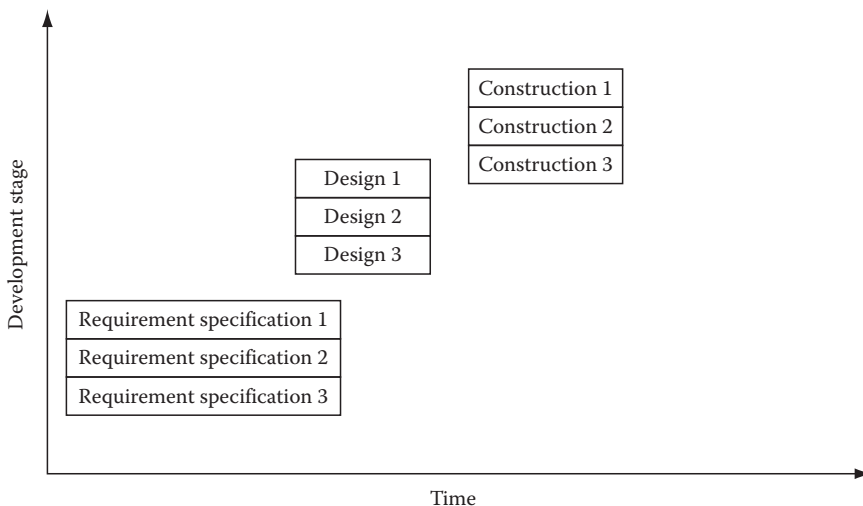 Development stage
Construction 1
Construction 2
Construction 3
Design 1
Design 2
Design 3
Requirement specification 1
Requirement specification 2
Requirement specification 3
Time